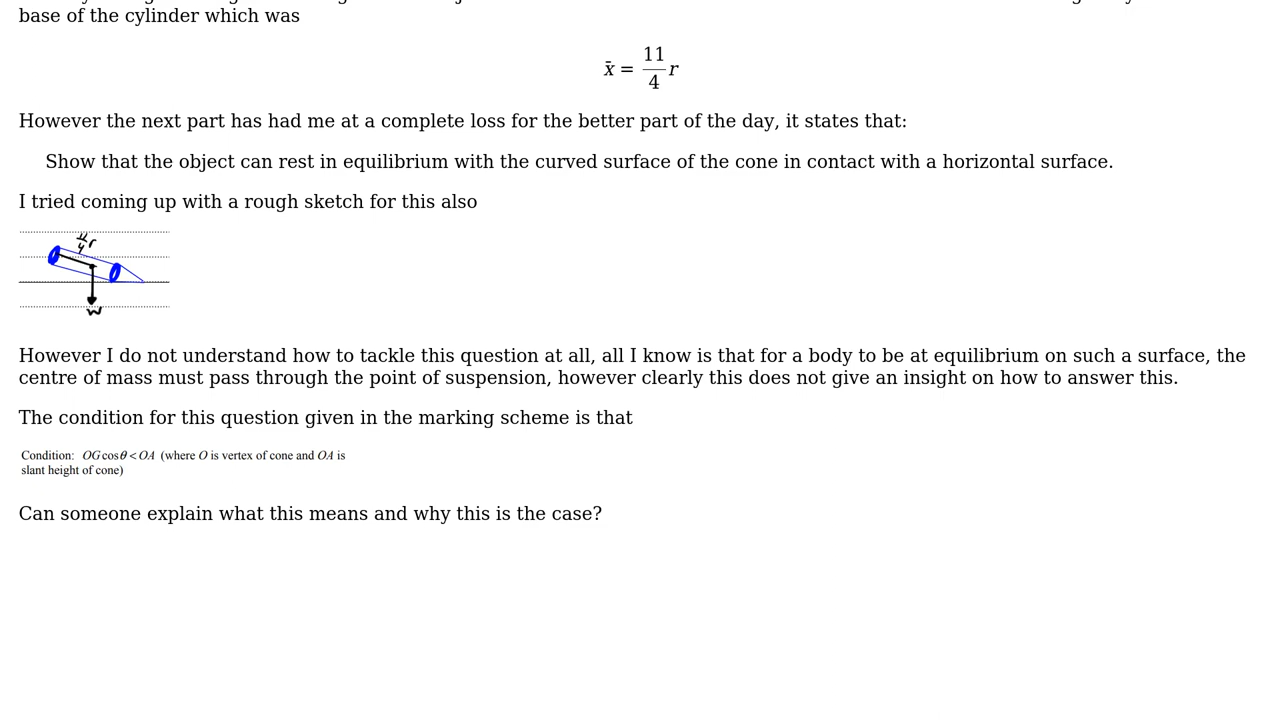 base of the cylinder which was
x̄ = 11/4 r
However the next part has had me at a complete loss for the better part of the day, it states that:
Show that the object can rest in equilibrium with the curved surface of the cone in contact with a horizontal surface.
I tried coming up with a rough sketch for this also
11/4 r
W
However I do not understand how to tackle this question at all, all I know is that for a body to be at equilibrium on such a surface, the
centre of mass must pass through the point of suspension, however clearly this does not give an insight on how to answer this.
The condition for this question given in the marking scheme is that
Condition: OG cosθ < OA (where O is vertex of cone and OA is
slant height of cone)
Can someone explain what this means and why this is the case?